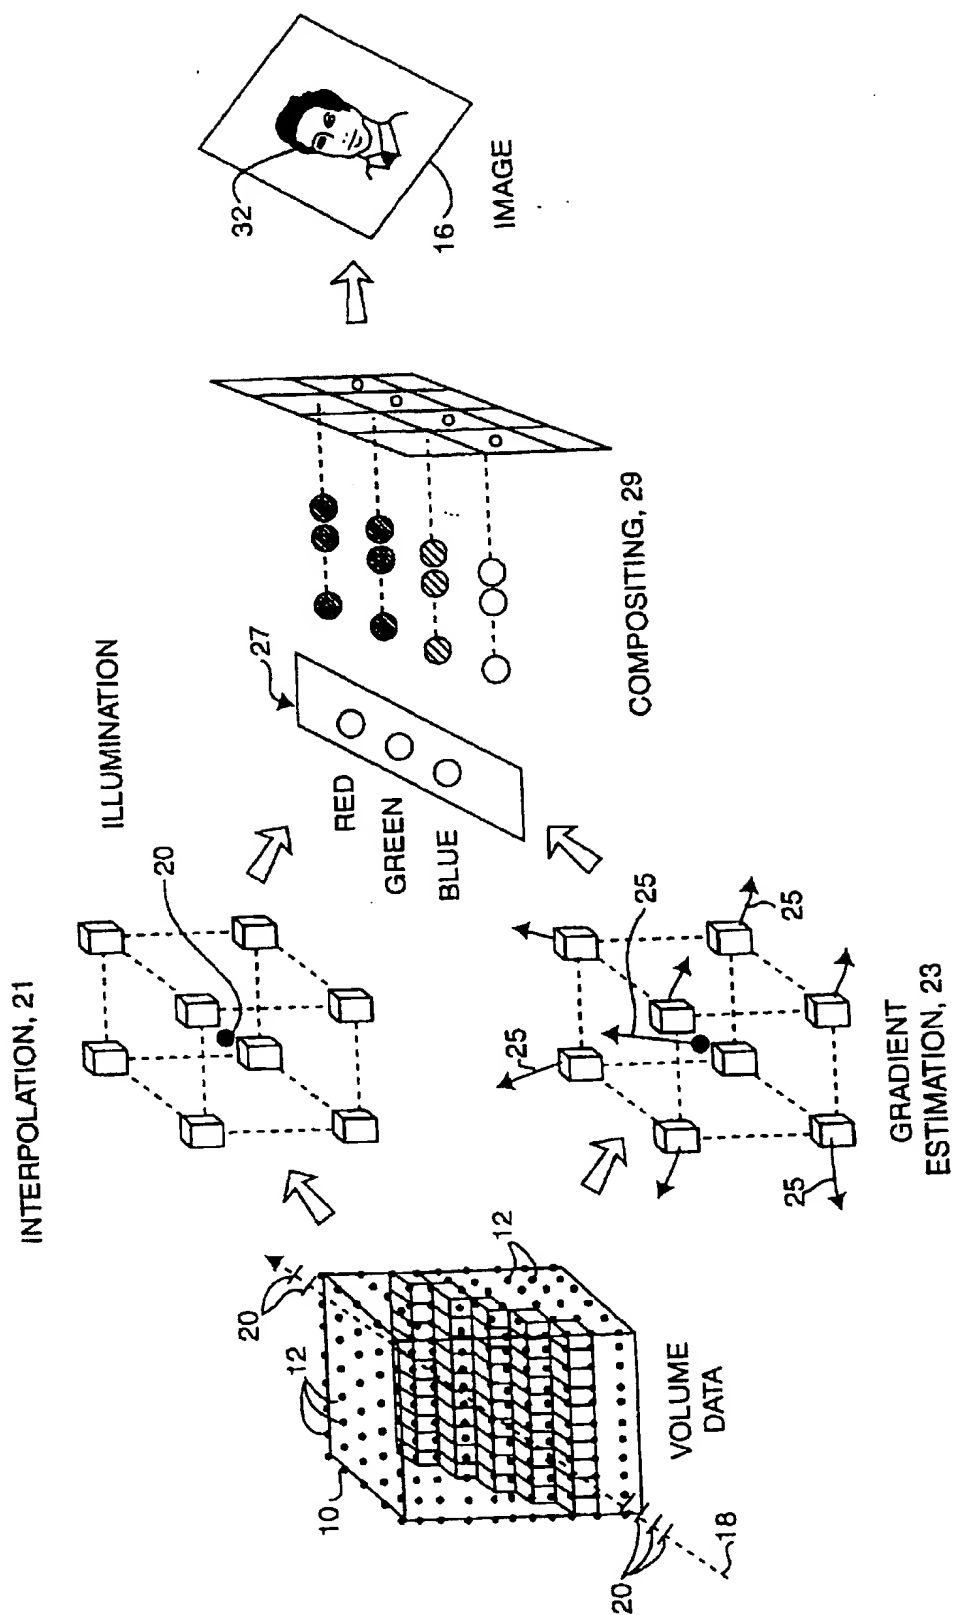 INTERPOLATION, 21
ILLUMINATION
20
27
RED
GREEN
BLUE
32
16
IMAGE
20
12
10
12
20
18
VOLUME
DATA
25
25
25
25
GRADIENT
ESTIMATION, 23
COMPOSITING, 29